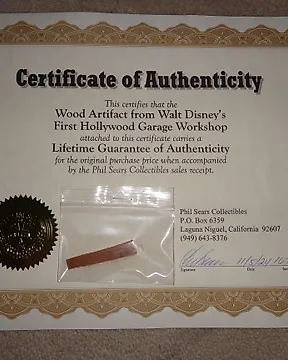 Certificate of Authenticity
This certifies that the
Wood Artifact from Walt Disney's
First Hollywood Garage Workshop
attached to this certificate carries a
Lifetime Guarantee of Authenticity
for the original purchase price when accompanied
by the Phil Sears Collectibles sales receipt.
Phil Sears Collectibles
P.O. Box 6359
Laguna Niguel, California 92607
(949) 643-8376
Signature Date